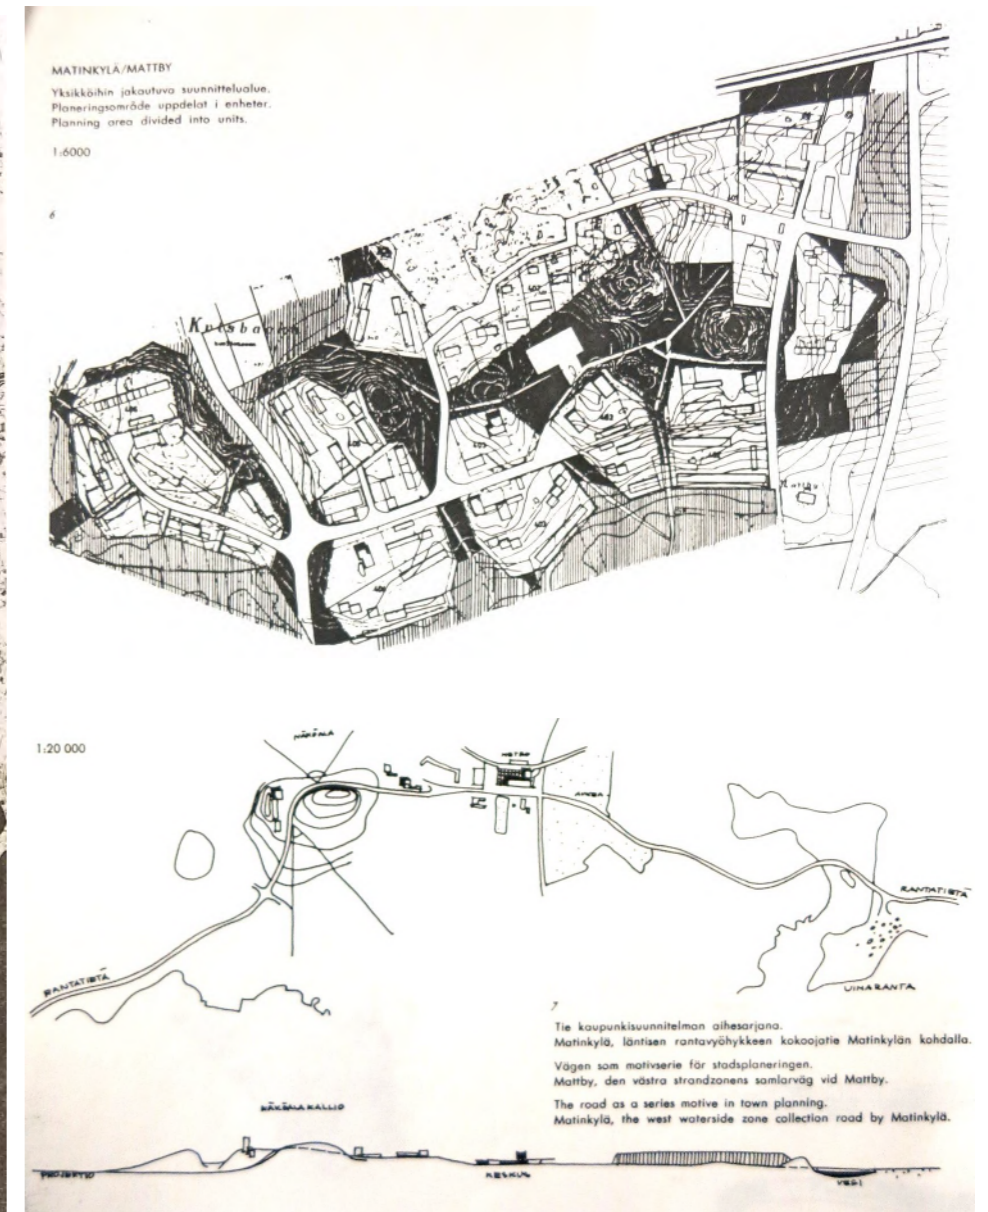 MATINKYLÄ/MATTBY
Yksikköihin jakautuva suunnittelualue.
Planeringsområde uppdelat i enheter.
Planning area divided into units.
1:6000
6
1:20 000
METRO
RANTATIETÄ
RANTATIETÄ
UIMARANTA
7
Tie kaupunkisuunnitelman aihesarjana.
Matinkylä, läntisen rantavyöhykkeen kokoojatie Matinkylän kohdalla.
Vägen som motivserie för stadsplaneringen.
Mattby, den västra strandzonens samlarväg vid Mattby.
The road as a series motive in town planning.
Matinkylä, the west waterside zone collection road by Matinkylä.
PROJEKTIO
KESKUS
VESI